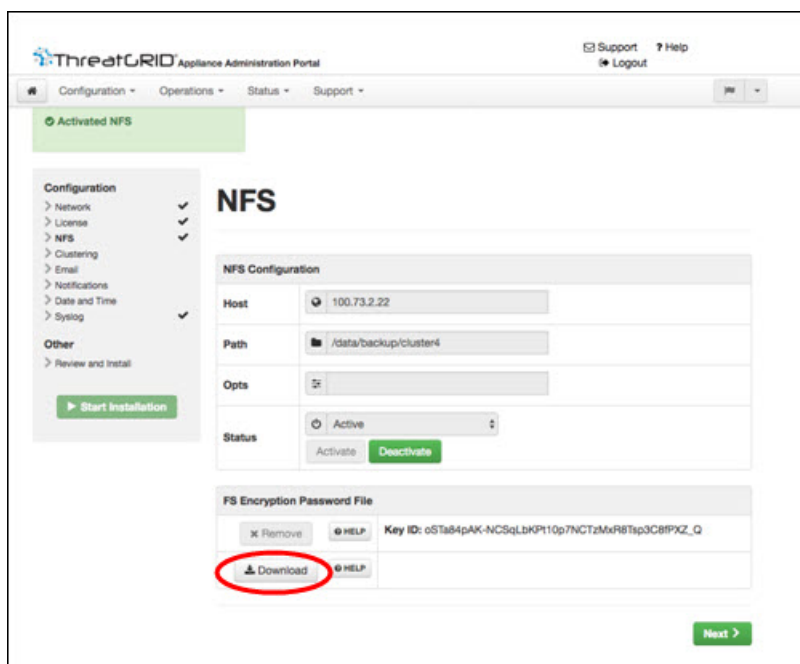 ThreatGRID Appliance Administration Portal
Support ? Help
Logout
Configuration Operations Status Support
Activated NFS
Configuration
> Network
> License
> NFS
> Clustering
> Email
> Notifications
> Date and Time
> Syslog
Other
> Review and Install
Start Installation
NFS
NFS Configuration
Host 100.73.2.22
Path /data/backup/cluster4
Opts
Status Active
Activate Deactivate
FS Encryption Password File
Remove HELP Key ID: oSTa84pAK-NCSqLbKPt10p7NCTzMxR8Tsp3C8fPXZ_Q
Download HELP
Next >